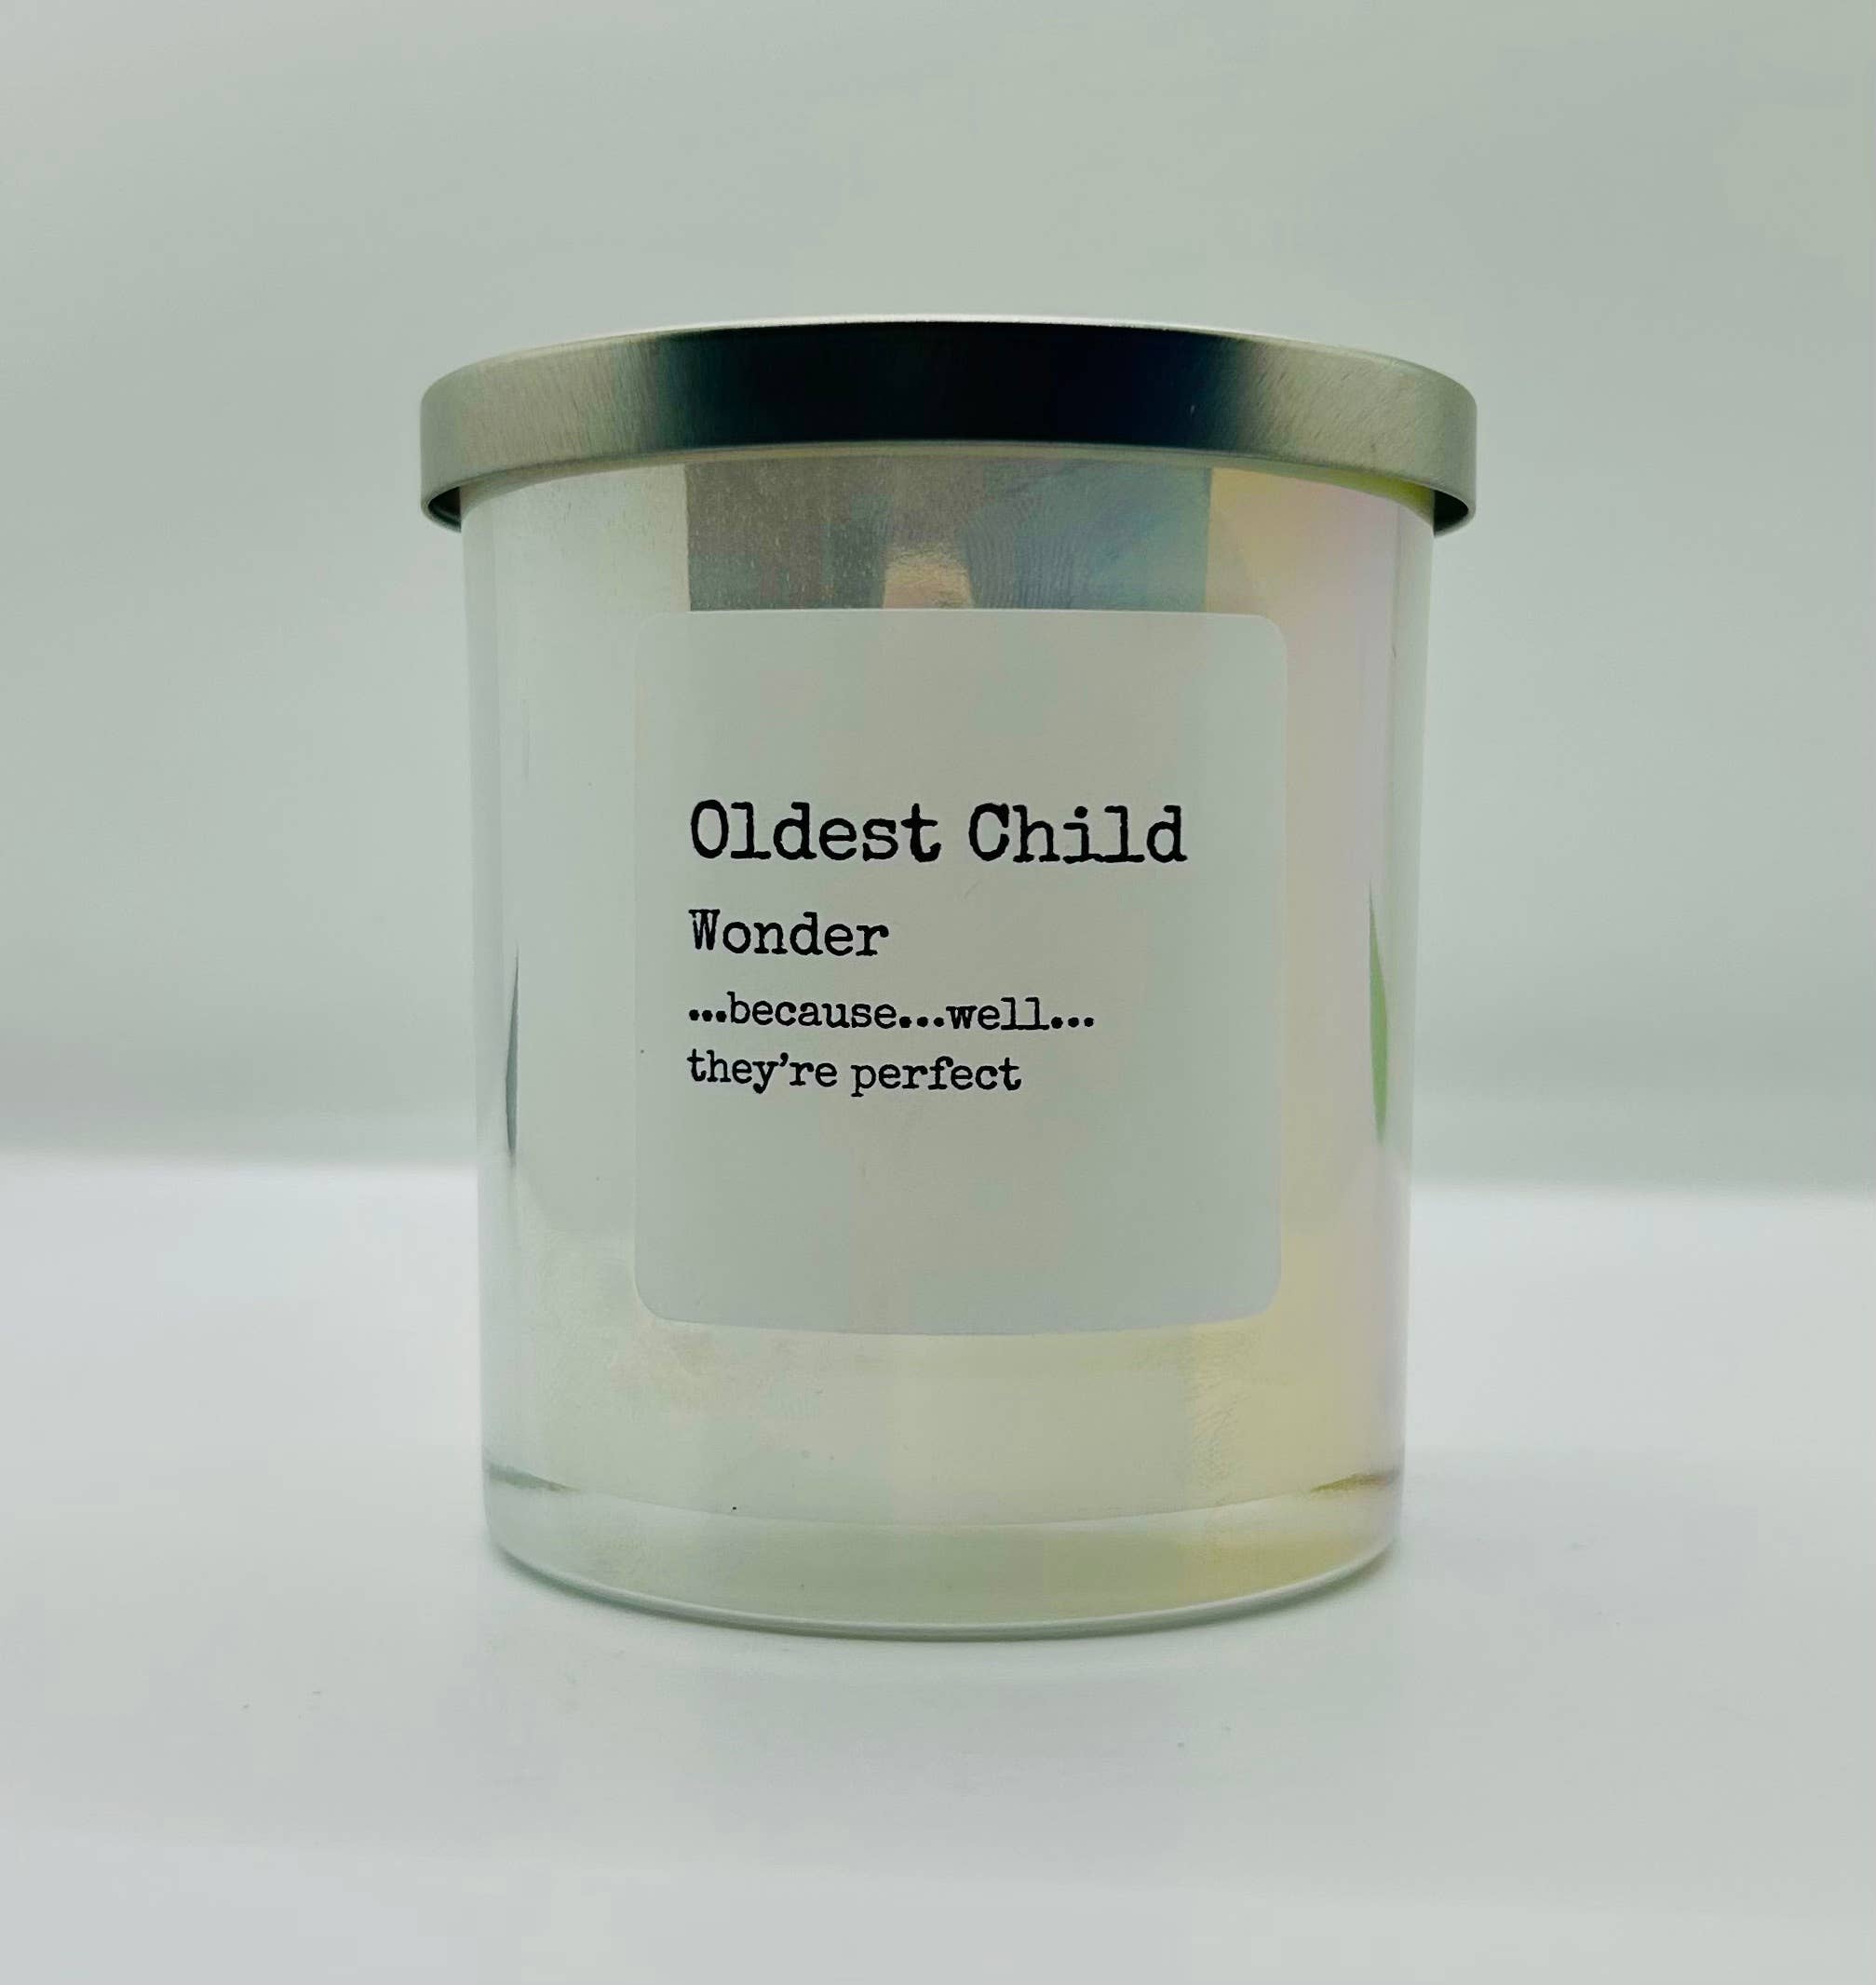 Oldest Child
Wonder
...because...well...
they're perfect